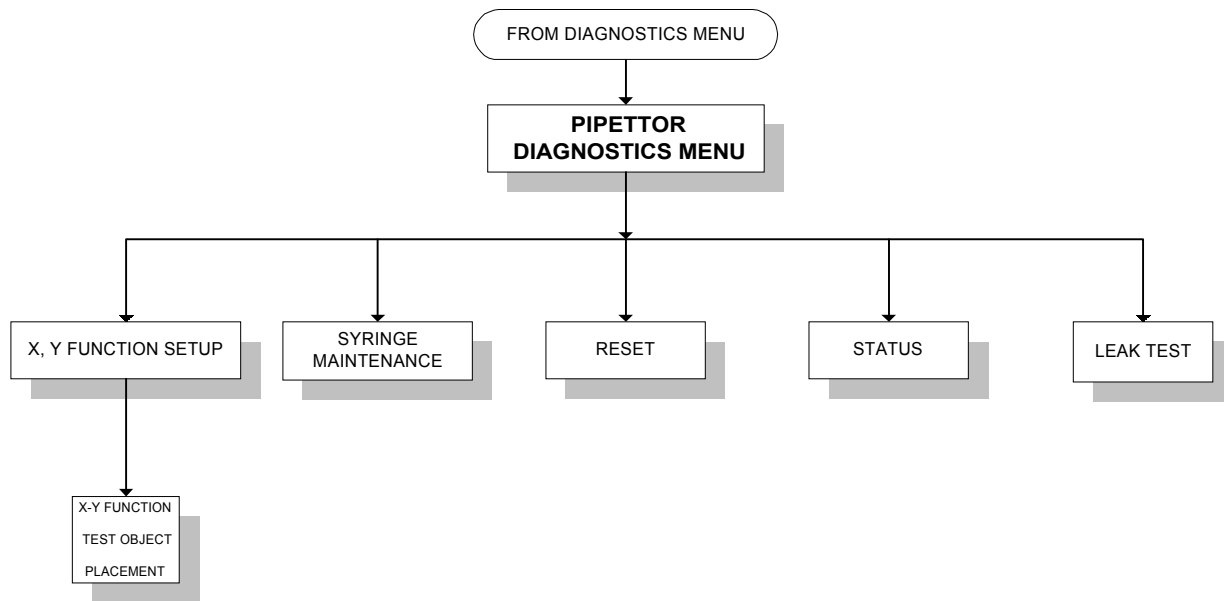 FROM DIAGNOSTICS MENU
PIPETTOR
DIAGNOSTICS MENU
X, Y FUNCTION SETUP
SYRINGE
MAINTENANCE
RESET
STATUS
LEAK TEST
X-Y FUNCTION
TEST OBJECT
PLACEMENT